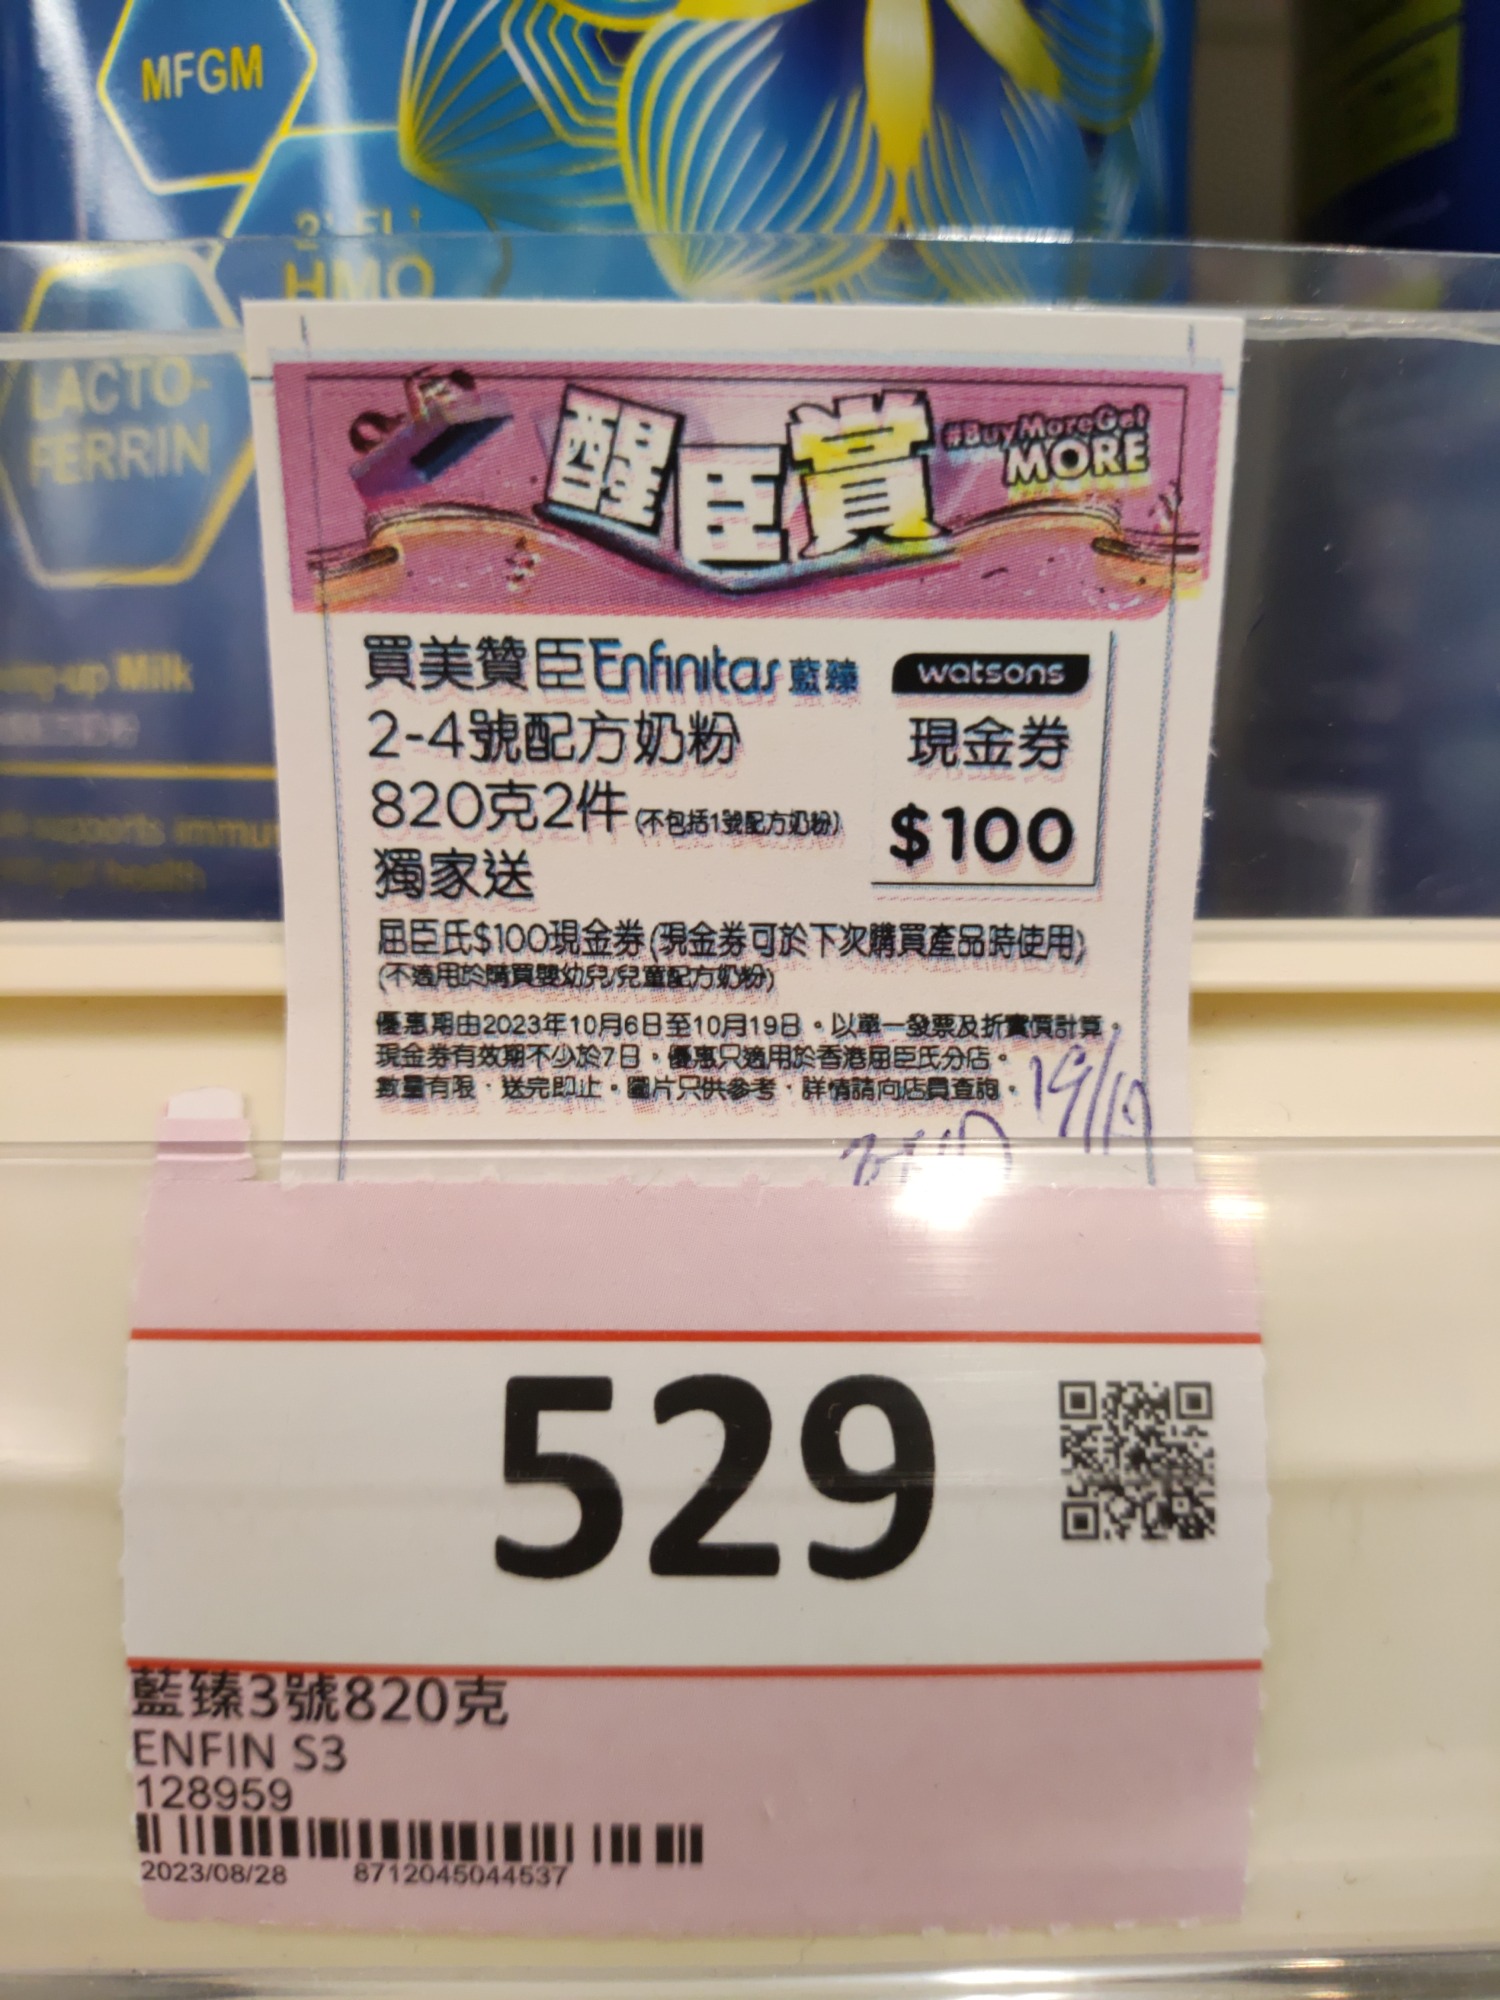 MFGM
HMO
LACTO-
FERRIN
Milk
醒臣賞
#BuyMoreGet
MORE
買美贊臣Enfinitas 藍臻
2-4號配方奶粉
820克2件(不包括1號配方奶粉)
獨家送
watsons
現金券
$100
屈臣氏$100現金券(現金券可於下次購買產品時使用)
(不適用於購買嬰幼兒/兒童配方奶粉)
優惠期由2023年10月6日至10月19日。以單一發票及折實價計算。
現金券有效期不少於7日。優惠只適用於香港屈臣氏分店。
數量有限,送完即止。圖片只供參考,詳情請向店員查詢。
19/10
529
藍臻3號820克
ENFIN S3
128959
2023/08/28 8712045044537